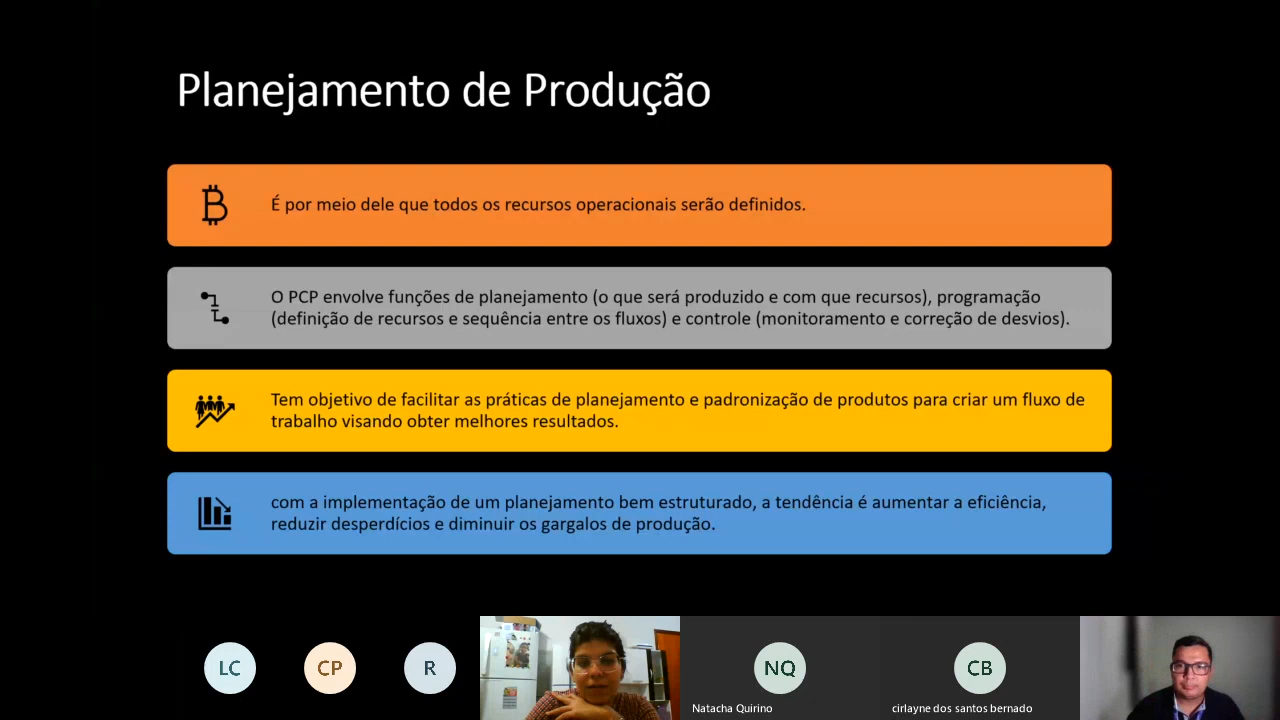 Planejamento de Produção
É por meio dele que todos os recursos operacionais serão definidos.
O PCP envolve funções de planejamento (o que será produzido e com que recursos), programação
(definição de recursos e sequência entre os fluxos) e controle (monitoramento e correção de desvios).
Tem objetivo de facilitar as práticas de planejamento e padronização de produtos para criar um fluxo de
trabalho visando obter melhores resultados.
com a implementação de um planejamento bem estruturado, a tendência é aumentar a eficiência,
reduzir desperdícios e diminuir os gargalos de produção.
LC
CP
R
NQ
CB
Natacha Quirino
cirlayne dos santos bernado